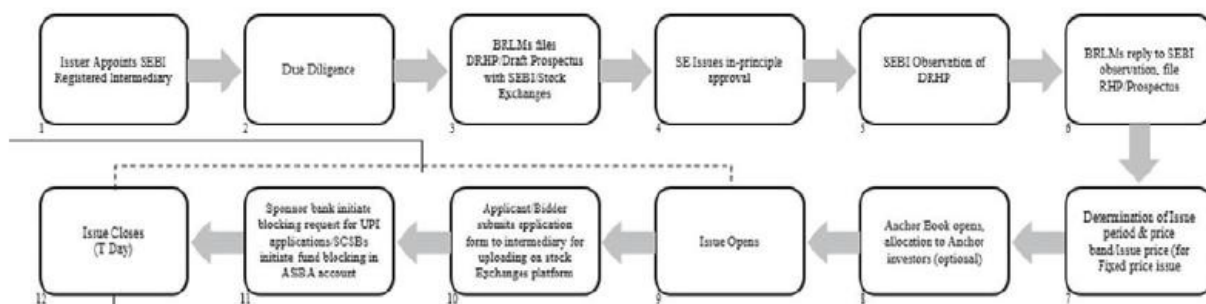 Issuer Appoints SEBI
Registered Intermediary
1
Due Diligence
2
BRLMs files
DRHP/Draft Prospectus
with SEBI/Stock
Exchanges
3
SE Issues in-principle
approval
4
SEBI Observation of
DRHP
5
BRLMs reply to SEBI
observation, file
RHP/Prospectus
6
Determination of Issue
period & price
band/Issue price (for
Fixed price issue
7
Anchor Book opens,
allocation to Anchor
investors (optional)
8
Issue Opens
9
Applicant/Bidder
submits application
form to intermediary for
uploading on stock
Exchanges platform
10
Sponsor bank initiate
blocking request for UPI
applications/SCSBs
initiate fund blocking in
ASBA account
11
Issue Closes
(T Day)
12